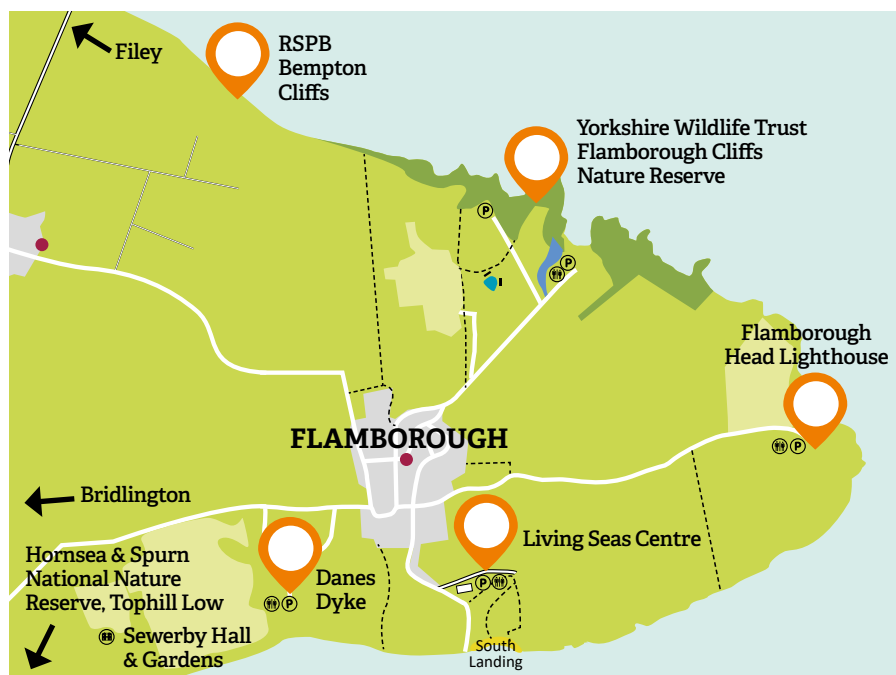 Filey
RSPB
Bempton
Cliffs
Yorkshire Wildlife Trust
Flamborough Cliffs
Nature Reserve
P
P
Flamborough
Head Lighthouse
P
FLAMBOROUGH
Bridlington
Living Seas Centre
Hornsea & Spurn
National Nature
Reserve, Tophill Low
Danes
Dyke
P
P
Sewerby Hall
& Gardens
South
Landing